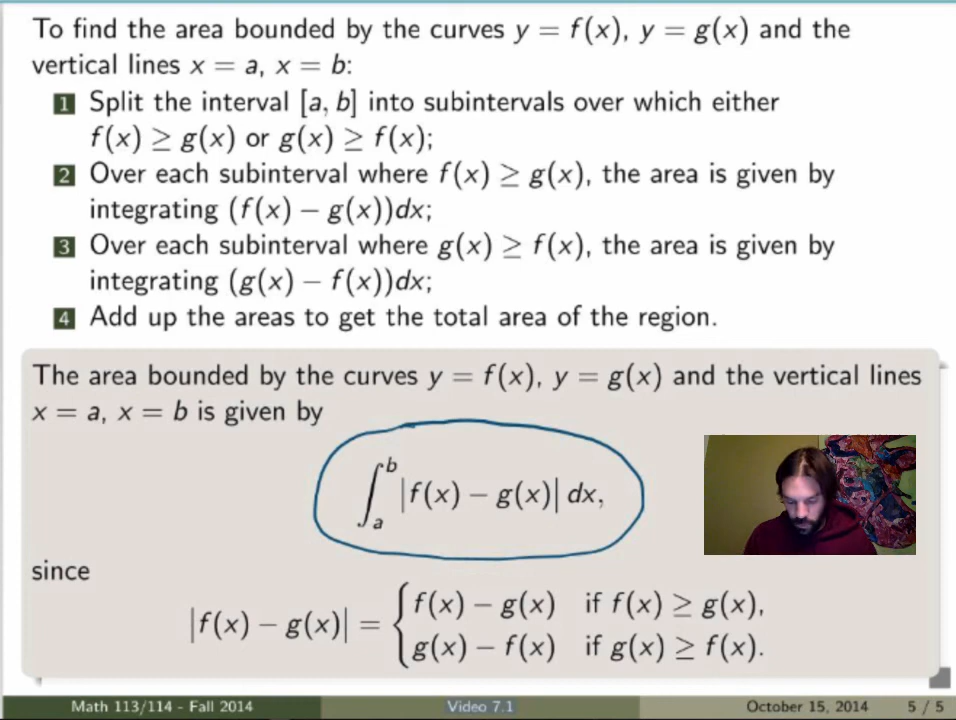 To find the area bounded by the curves y = f(x), y = g(x) and the
vertical lines x = a, x = b:
1 Split the interval [a, b] into subintervals over which either
f(x) ≥ g(x) or g(x) ≥ f(x);
2 Over each subinterval where f(x) ≥ g(x), the area is given by
integrating (f(x) − g(x))dx;
3 Over each subinterval where g(x) ≥ f(x), the area is given by
integrating (g(x) − f(x))dx;
4 Add up the areas to get the total area of the region.
The area bounded by the curves y = f(x), y = g(x) and the vertical lines
x = a, x = b is given by
∫_a^b |f(x) − g(x)| dx,
since
|f(x) − g(x)| = { f(x) − g(x) if f(x) ≥ g(x),
g(x) − f(x) if g(x) ≥ f(x).
Math 113/114 - Fall 2014 Video 7.1 October 15, 2014 5 / 5